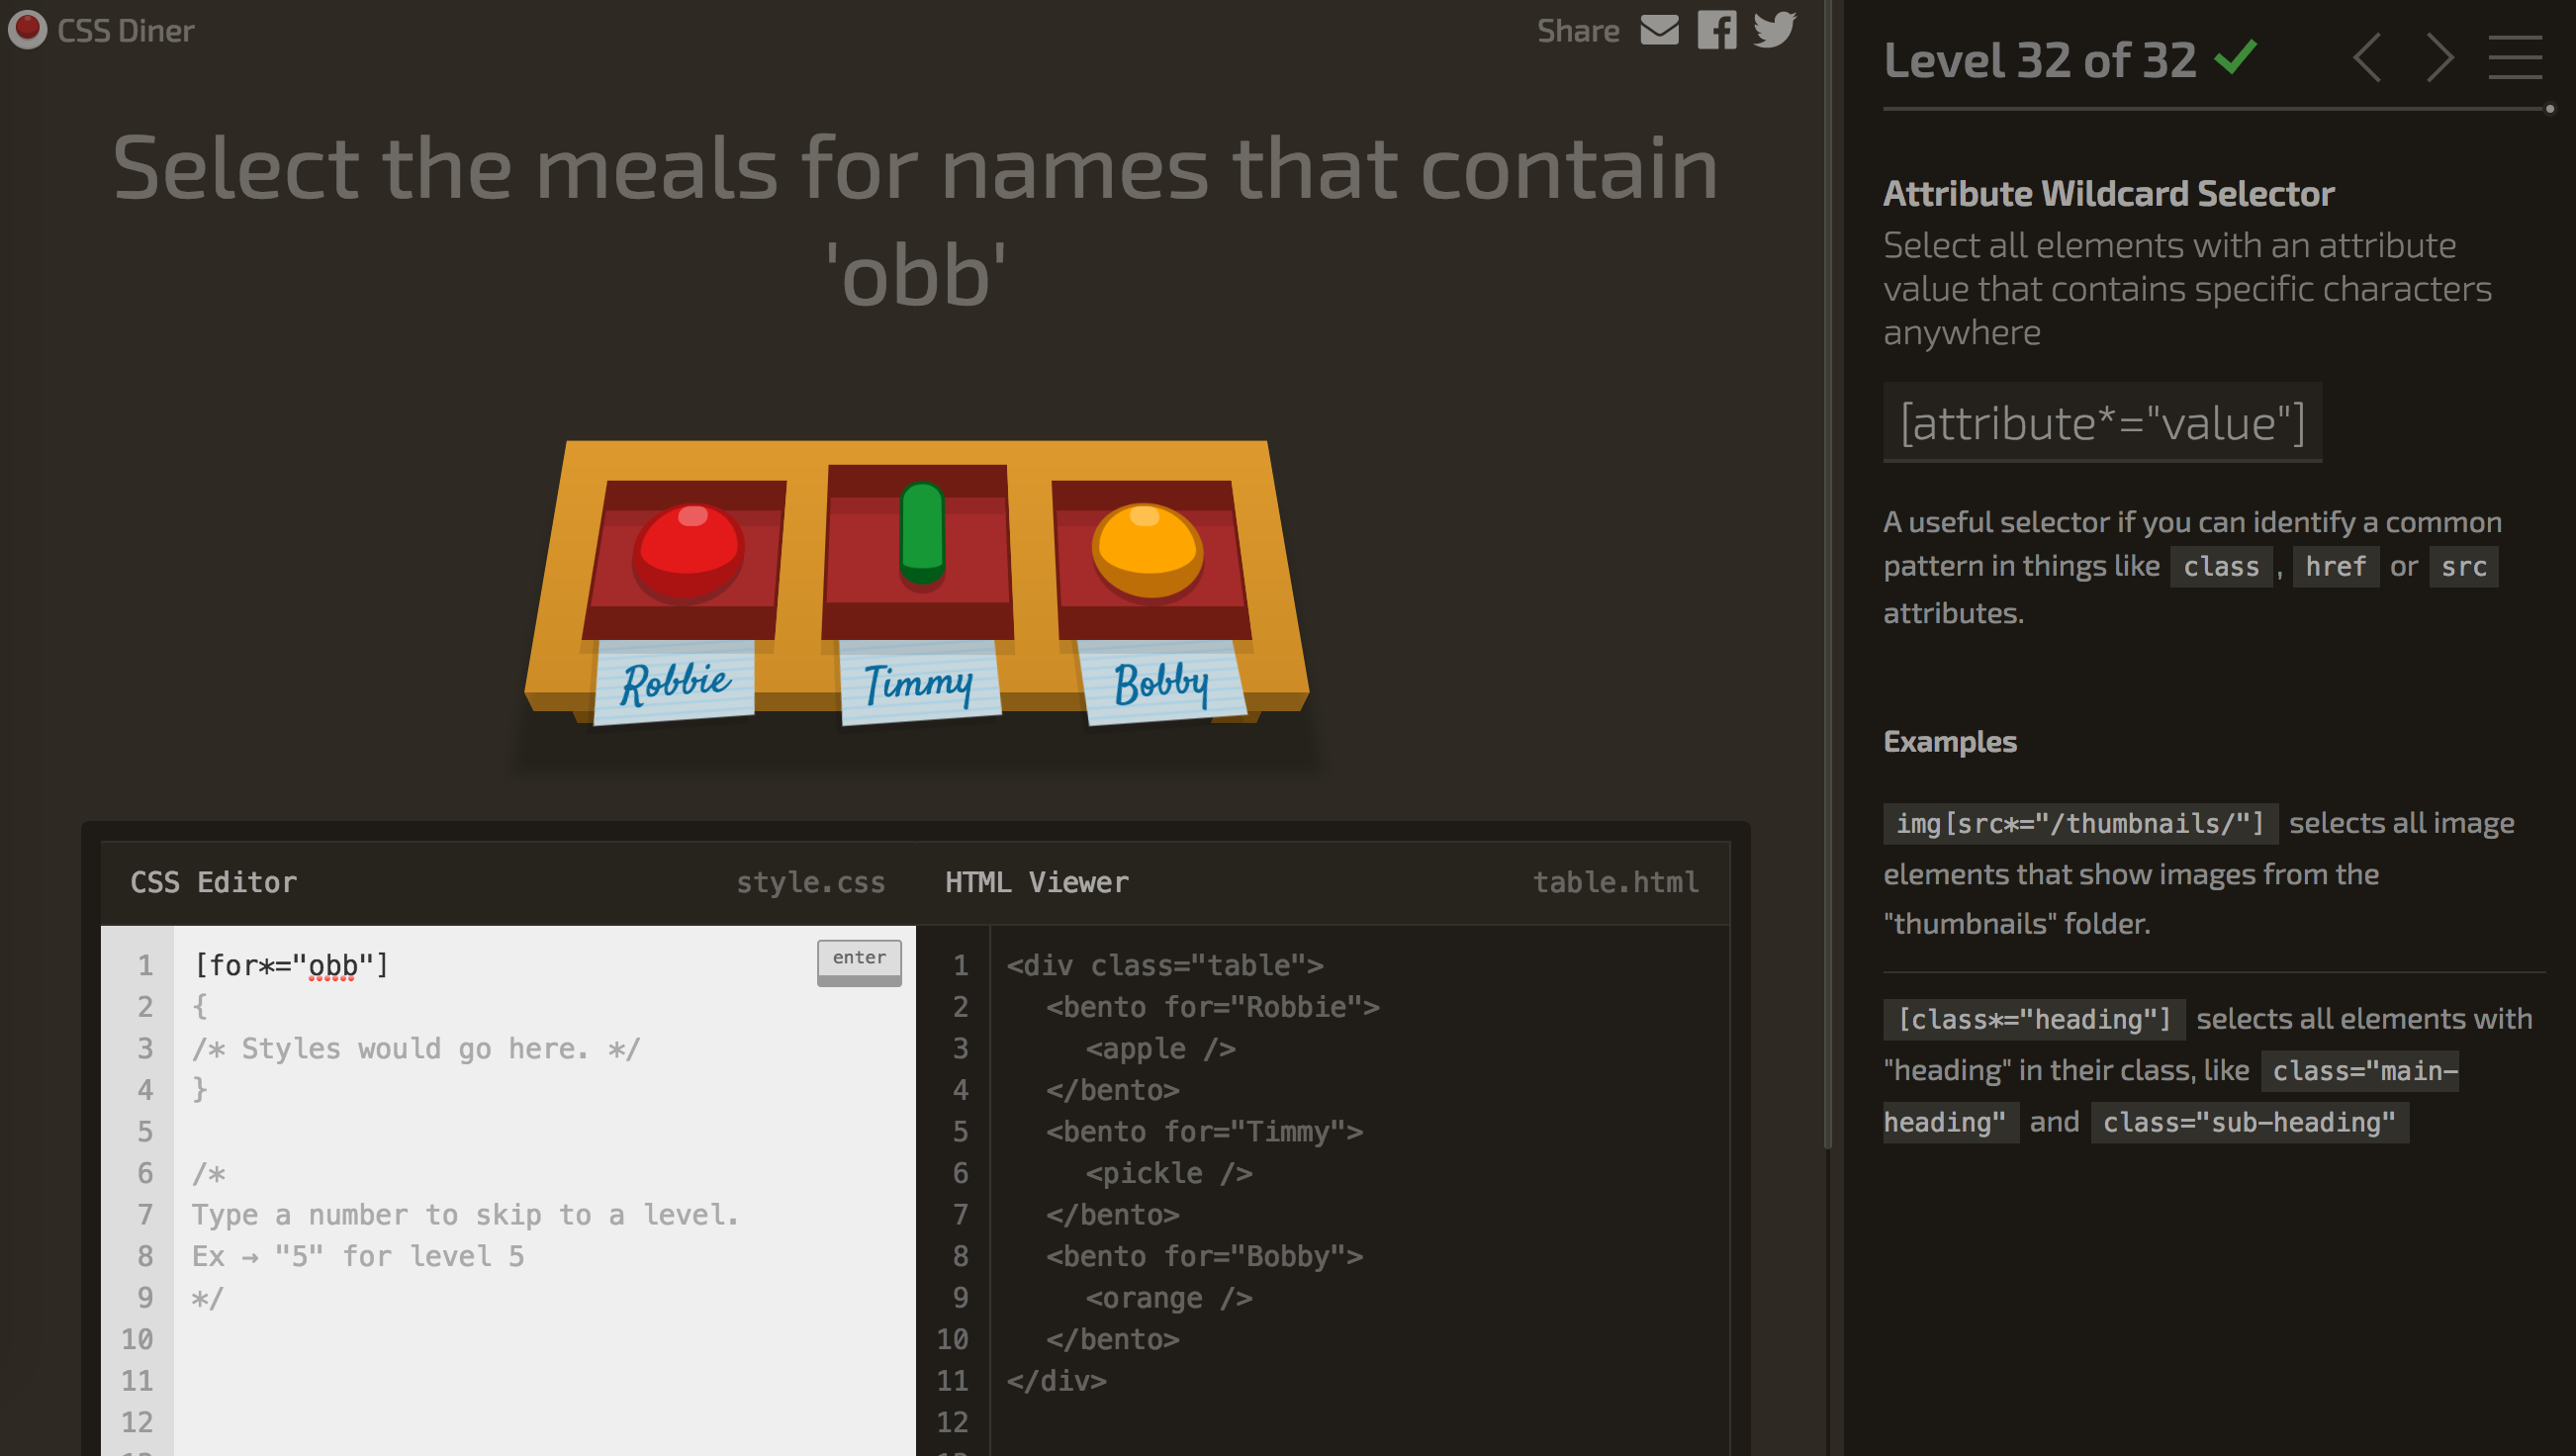 CSS Diner
Share
Select the meals for names that contain
'obb'
Robbie
Timmy
Bobby
CSS Editor
style.css
1 [for*="obb"]
enter
2 {
3 /* Styles would go here. */
4 }
5
6 /*
7 Type a number to skip to a level.
8 Ex → "5" for level 5
9 */
10
11
12
HTML Viewer
table.html
1 <div class="table">
2 <bento for="Robbie">
3 <apple />
4 </bento>
5 <bento for="Timmy">
6 <pickle />
7 </bento>
8 <bento for="Bobby">
9 <orange />
10 </bento>
11 </div>
12
Level 32 of 32
Attribute Wildcard Selector
Select all elements with an attribute
value that contains specific characters
anywhere
[attribute*="value"]
A useful selector if you can identify a common
pattern in things like class , href or src
attributes.
Examples
img[src*="/thumbnails/"] selects all image
elements that show images from the
"thumbnails" folder.
[class*="heading"] selects all elements with
"heading" in their class, like class="main-
heading" and class="sub-heading"